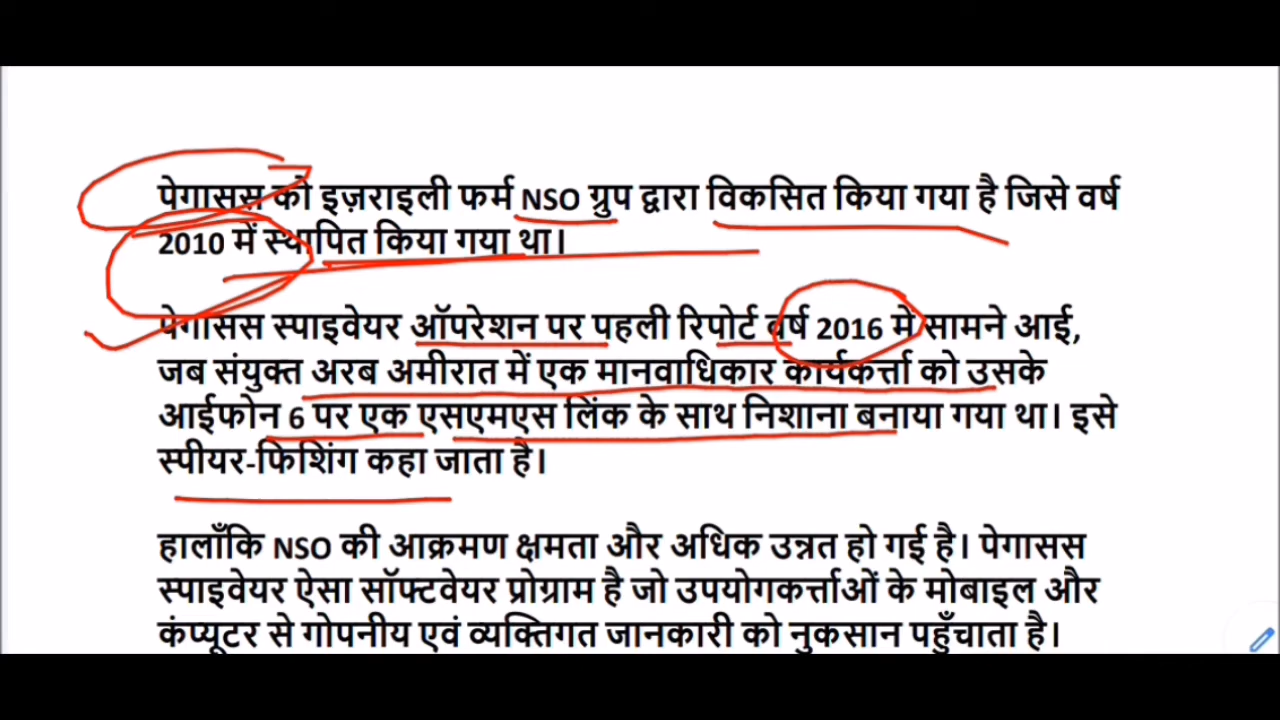 पेगासस को इज़राइली फर्म NSO ग्रुप द्वारा विकसित किया गया है जिसे वर्ष
2010 में स्थापित किया गया था।
पेगासस स्पाइवेयर ऑपरेशन पर पहली रिपोर्ट वर्ष 2016 में सामने आई,
जब संयुक्त अरब अमीरात में एक मानवाधिकार कार्यकर्त्ता को उसके
आईफोन 6 पर एक एसएमएस लिंक के साथ निशाना बनाया गया था। इसे
स्पीयर-फिशिंग कहा जाता है।
हालाँकि NSO की आक्रमण क्षमता और अधिक उन्नत हो गई है। पेगासस
स्पाइवेयर ऐसा सॉफ्टवेयर प्रोग्राम है जो उपयोगकर्त्ताओं के मोबाइल और
कंप्यूटर से गोपनीय एवं व्यक्तिगत जानकारी को नुकसान पहुँचाता है।